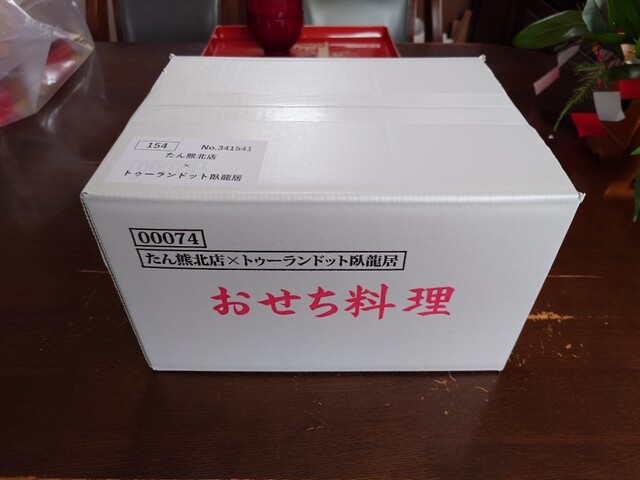 154 No.341541
たん熊北店
×
トゥーランドット臥龍居
00074
たん熊北店×トゥーランドット臥龍居
おせち料理